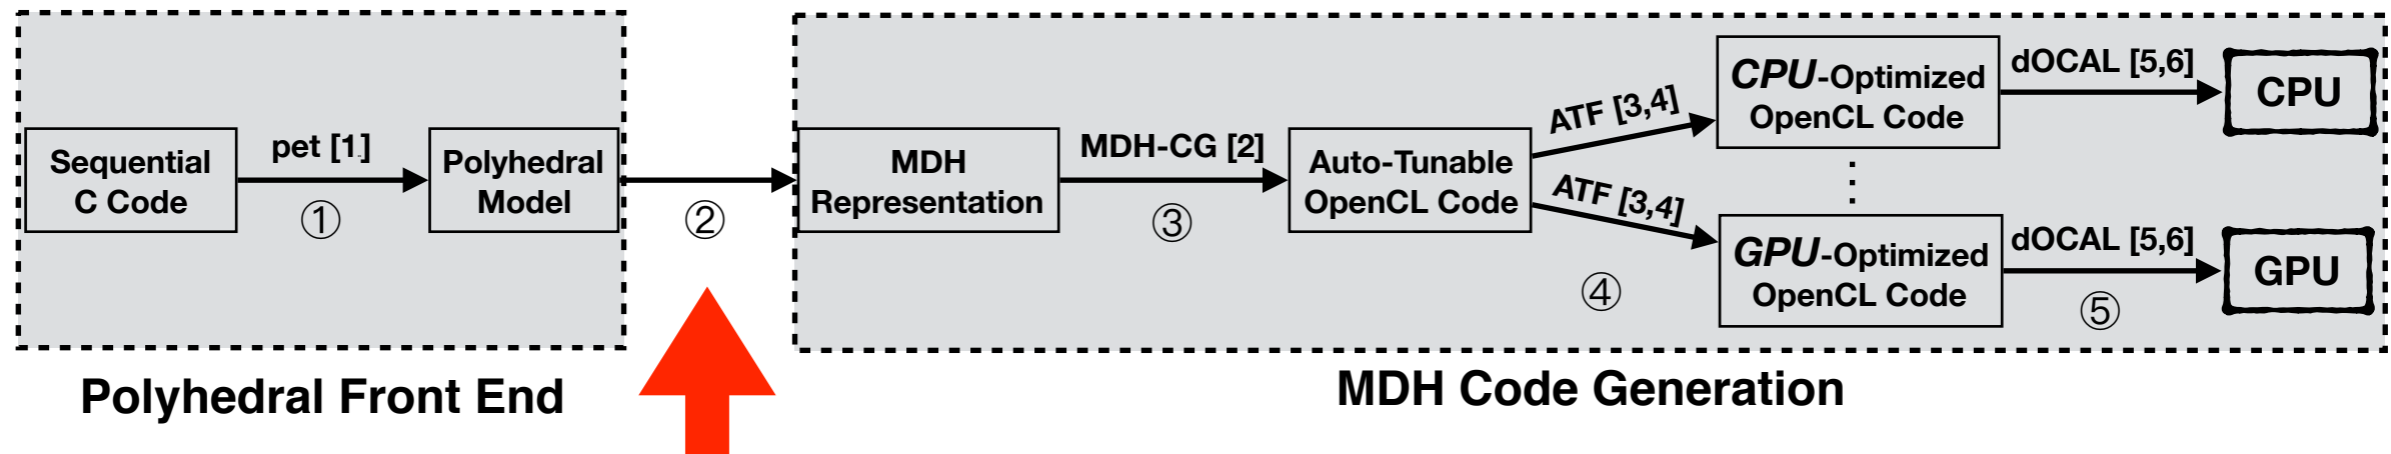 Sequential
C Code
pet [1]
①
Polyhedral
Model
Polyhedral Front End
②
MDH
Representation
MDH-CG [2]
③
Auto-Tunable
OpenCL Code
ATF [3,4]
ATF [3,4]
④
CPU-Optimized
OpenCL Code
⋮
GPU-Optimized
OpenCL Code
dOCAL [5,6]
CPU
dOCAL [5,6]
⑤
GPU
MDH Code Generation